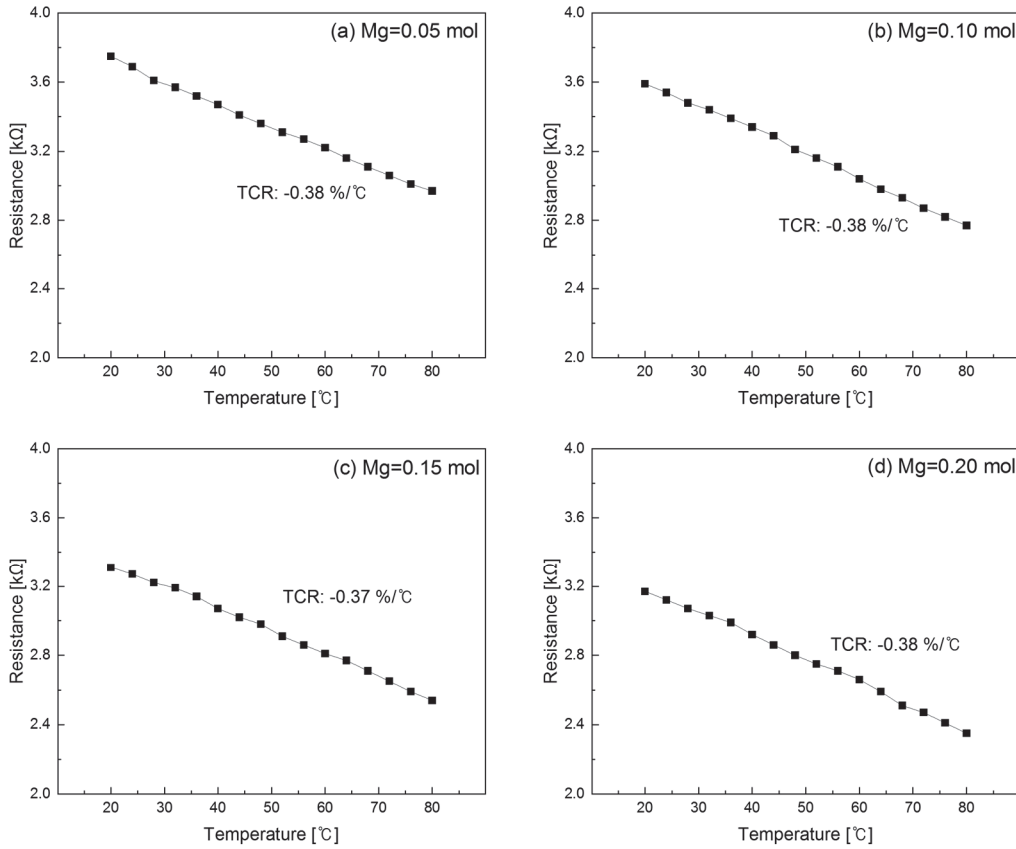 (a) Mg=0.05 mol
4.0
3.6
3.2
2.8
2.4
2.0
Resistance [kΩ]
TCR: -0.38 %/℃
20 30 40 50 60 70 80
Temperature [℃]
(b) Mg=0.10 mol
4.0
3.6
3.2
2.8
2.4
2.0
Resistance [kΩ]
TCR: -0.38 %/℃
20 30 40 50 60 70 80
Temperature [℃]
(c) Mg=0.15 mol
4.0
3.6
3.2
2.8
2.4
2.0
Resistance [kΩ]
TCR: -0.37 %/℃
20 30 40 50 60 70 80
Temperature [℃]
(d) Mg=0.20 mol
4.0
3.6
3.2
2.8
2.4
2.0
Resistance [kΩ]
TCR: -0.38 %/℃
20 30 40 50 60 70 80
Temperature [℃]